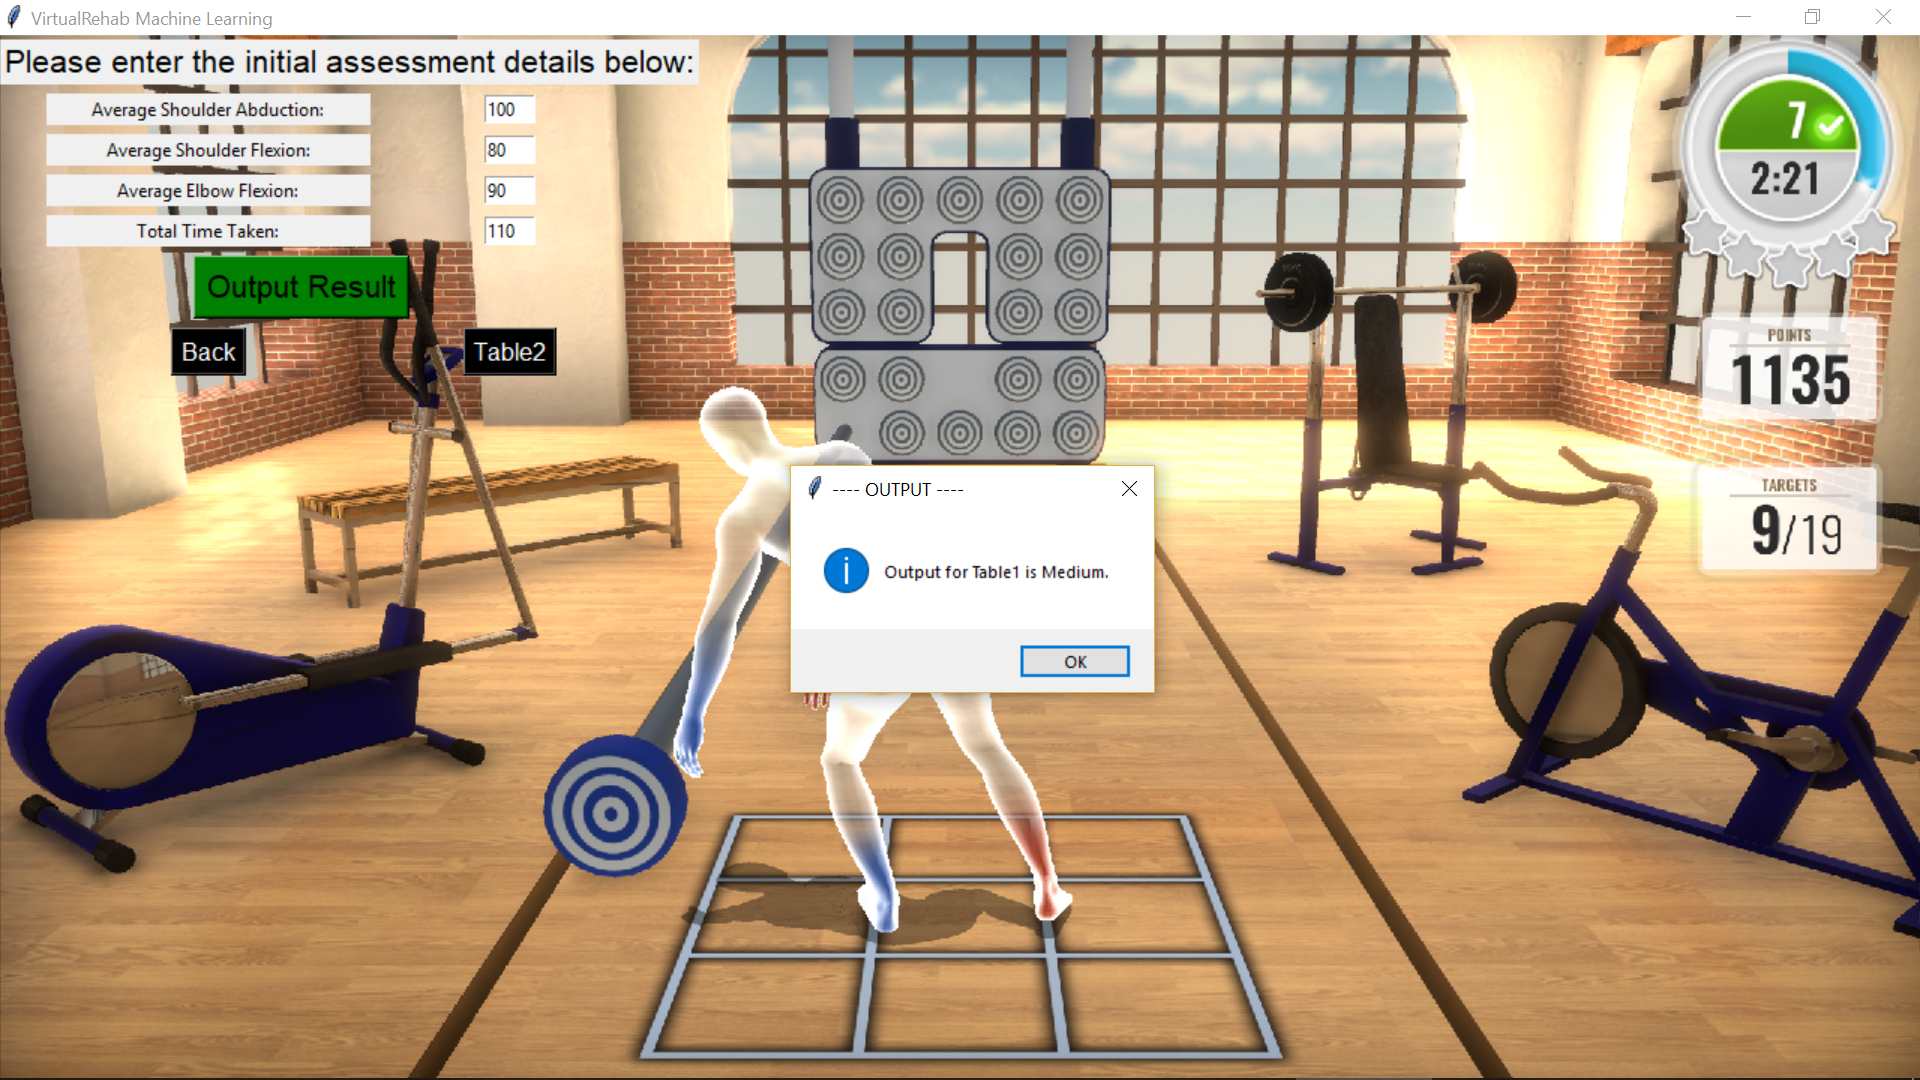 VirtualRehab Machine Learning
Please enter the initial assessment details below:
Average Shoulder Abduction: 100
Average Shoulder Flexion: 80
Average Elbow Flexion: 90
Total Time Taken: 110
Output Result
Back
Table2
7
2:21
POINTS
1135
TARGETS
9/19
---- OUTPUT ----
Output for Table1 is Medium.
OK